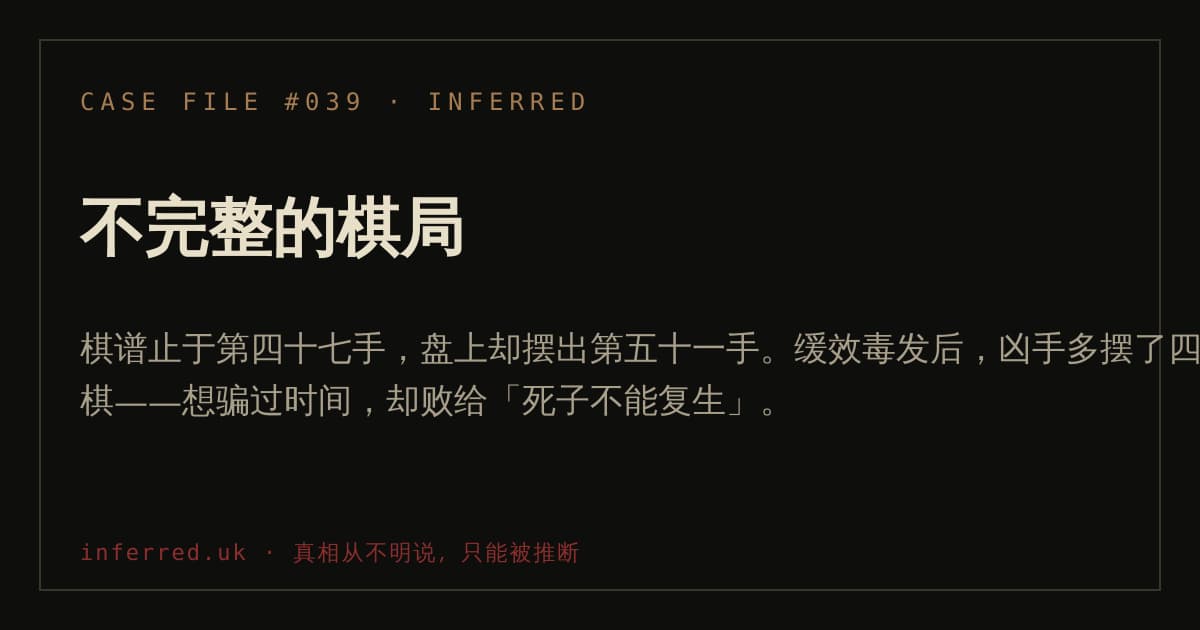 CASE FILE #039 · INFERRED
不完整的棋局
棋谱止于第四十七手，盘上却摆出第五十一手。缓效毒发后，凶手多摆了四
棋——想骗过时间，却败给「死子不能复生」。
inferred.uk · 真相从不明说，只能被推断